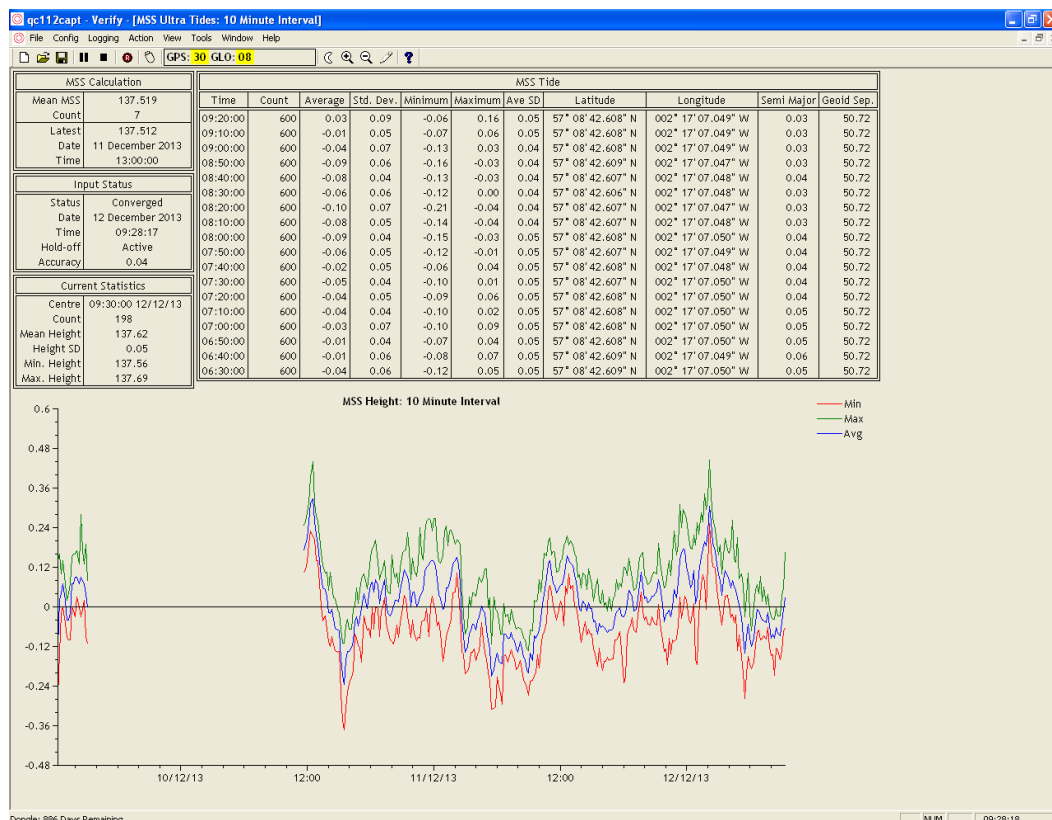 qc112capt - Verify - [MSS Ultra Tides: 10 Minute Interval]
File Config Logging Action View Tools Window Help
GPS: 30 GLO: 08
MSS Calculation
Mean MSS 137.519
Count 7
Latest 137.512
Date 11 December 2013
Time 13:00:00
Input Status
Status Converged
Date 12 December 2013
Time 09:28:17
Hold-off Active
Accuracy 0.04
Current Statistics
Centre 09:30:00 12/12/13
Count 198
Mean Height 137.62
Height SD 0.05
Min. Height 137.56
Max. Height 137.69
MSS Tide
Time Count Average Std. Dev. Minimum Maximum Ave SD Latitude Longitude Semi Major Geoid Sep.
09:20:00 600 0.03 0.09 -0.06 0.16 0.05 57° 08' 42.608" N 002° 17' 07.049" W 0.03 50.72
09:10:00 600 -0.01 0.05 -0.07 0.06 0.05 57° 08' 42.608" N 002° 17' 07.049" W 0.03 50.72
09:00:00 600 -0.04 0.07 -0.13 0.03 0.04 57° 08' 42.608" N 002° 17' 07.049" W 0.03 50.72
08:50:00 600 -0.09 0.06 -0.16 -0.03 0.04 57° 08' 42.607" N 002° 17' 07.047" W 0.03 50.72
08:40:00 600 -0.08 0.04 -0.13 -0.03 0.04 57° 08' 42.607" N 002° 17' 07.048" W 0.04 50.72
08:30:00 600 -0.06 0.06 -0.12 0.00 0.04 57° 08' 42.606" N 002° 17' 07.048" W 0.03 50.72
08:20:00 600 -0.10 0.07 -0.21 -0.04 0.04 57° 08' 42.607" N 002° 17' 07.047" W 0.03 50.72
08:10:00 600 -0.08 0.05 -0.14 -0.04 0.04 57° 08' 42.607" N 002° 17' 07.048" W 0.03 50.72
08:00:00 600 -0.09 0.04 -0.15 -0.03 0.05 57° 08' 42.608" N 002° 17' 07.050" W 0.04 50.72
07:50:00 600 -0.06 0.05 -0.12 -0.01 0.05 57° 08' 42.607" N 002° 17' 07.049" W 0.04 50.72
07:40:00 600 -0.02 0.05 -0.06 0.04 0.05 57° 08' 42.608" N 002° 17' 07.048" W 0.04 50.72
07:30:00 600 -0.05 0.04 -0.10 0.01 0.05 57° 08' 42.607" N 002° 17' 07.050" W 0.04 50.72
07:20:00 600 -0.04 0.05 -0.09 0.06 0.05 57° 08' 42.608" N 002° 17' 07.050" W 0.04 50.72
07:10:00 600 -0.04 0.04 -0.10 0.02 0.05 57° 08' 42.608" N 002° 17' 07.050" W 0.05 50.72
07:00:00 600 -0.03 0.07 -0.10 0.09 0.05 57° 08' 42.608" N 002° 17' 07.050" W 0.05 50.72
06:50:00 600 -0.01 0.04 -0.07 0.04 0.05 57° 08' 42.608" N 002° 17' 07.050" W 0.05 50.72
06:40:00 600 -0.01 0.06 -0.08 0.07 0.05 57° 08' 42.609" N 002° 17' 07.049" W 0.06 50.72
06:30:00 600 -0.04 0.06 -0.12 0.05 0.05 57° 08' 42.609" N 002° 17' 07.050" W 0.05 50.72
MSS Height: 10 Minute Interval
Min
Max
Avg
0.6
0.48
0.36
0.24
0.12
0
-0.12
-0.24
-0.36
-0.48
10/12/13 12:00 11/12/13 12:00 12/12/13
Dongle: 886 Days Remaining NUM 09:28:18